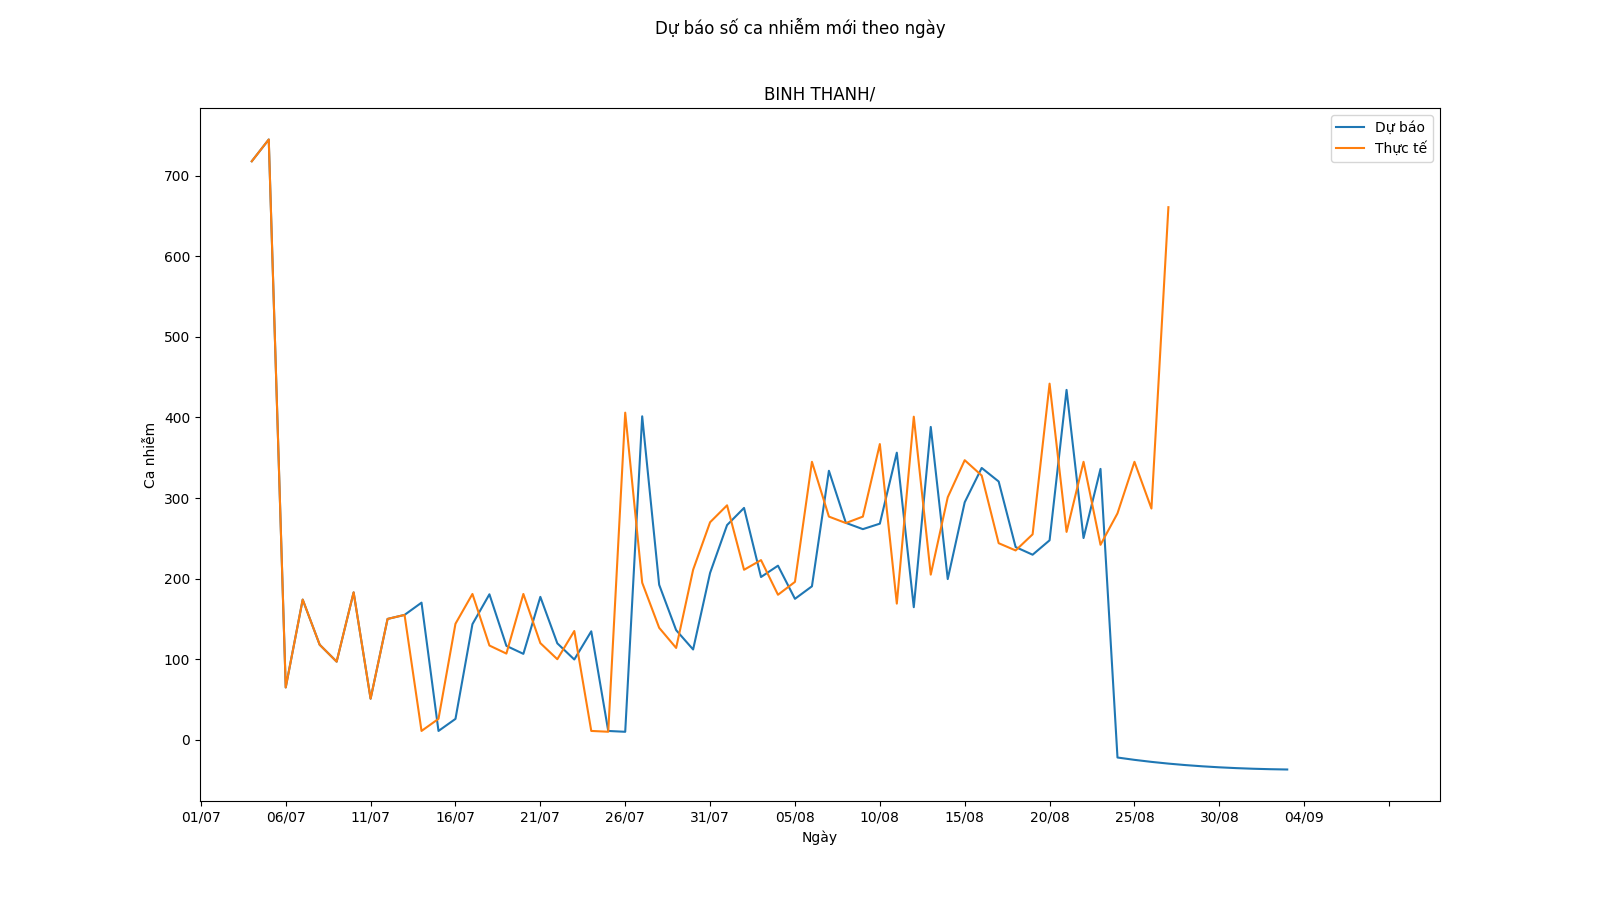 Dự báo số ca nhiễm mới theo ngày
BINH THANH/
Dự báo
Thực tế
Ca nhiễm
700
600
500
400
300
200
100
0
01/07 06/07 11/07 16/07 21/07 26/07 31/07 05/08 10/08 15/08 20/08 25/08 30/08 04/09
Ngày